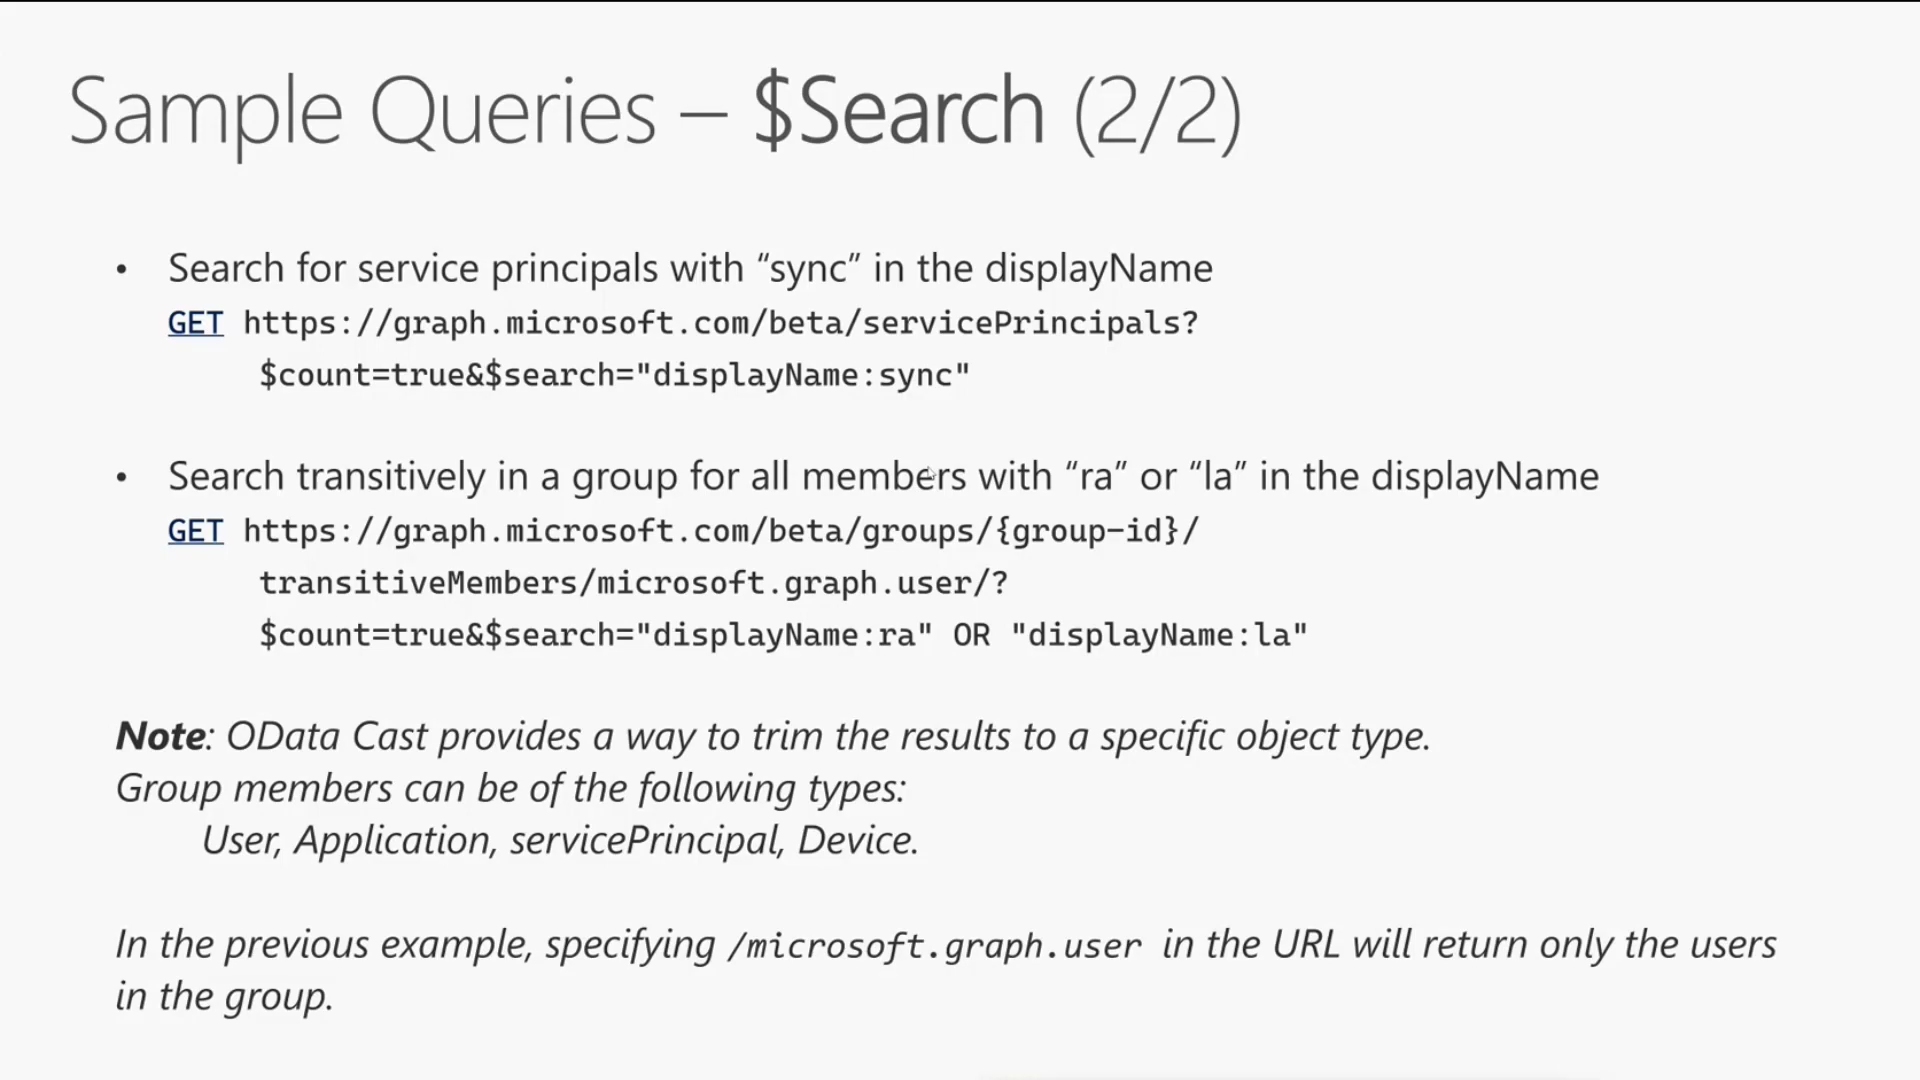 Sample Queries – $Search (2/2)
• Search for service principals with “sync” in the displayName
GET https://graph.microsoft.com/beta/servicePrincipals?
$count=true&$search="displayName:sync"
• Search transitively in a group for all members with “ra” or “la” in the displayName
GET https://graph.microsoft.com/beta/groups/{group-id}/
transitiveMembers/microsoft.graph.user/?
$count=true&$search="displayName:ra" OR "displayName:la"
Note: OData Cast provides a way to trim the results to a specific object type.
Group members can be of the following types:
User, Application, servicePrincipal, Device.
In the previous example, specifying /microsoft.graph.user in the URL will return only the users
in the group.